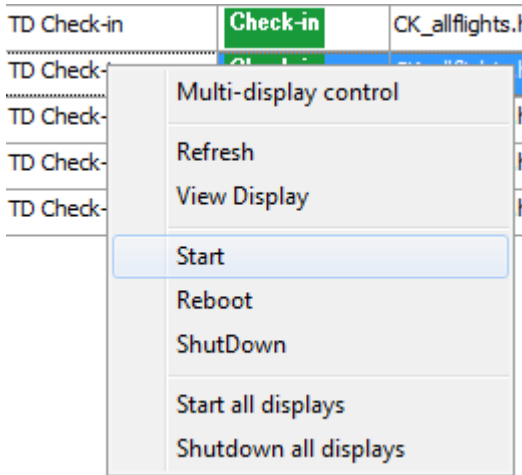 TD Check-in Check-in CK_allflights.
TD Check-
Multi-display control
TD Check-
Refresh
TD Check-
View Display
TD Check-
Start
Reboot
ShutDown
Start all displays
Shutdown all displays